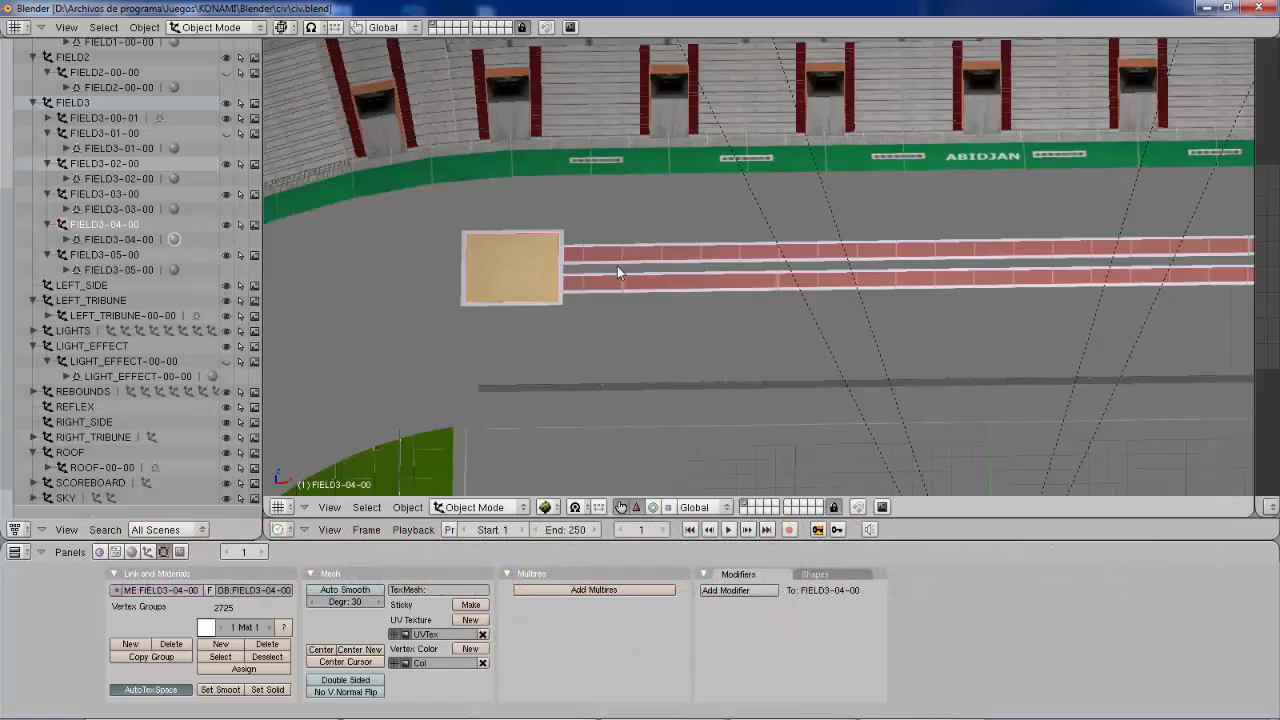 Blender [D:\Archivos de programa\Juegos\KONAMI\Blender\civ\civ.blend]
View Select Object Object Mode Global
FIELD1-00-00
FIELD2
FIELD2-00-00
FIELD2-00-00
FIELD3
FIELD3-00-01
FIELD3-01-00
FIELD3-01-00
FIELD3-02-00
FIELD3-02-00
FIELD3-03-00
FIELD3-03-00
FIELD3-04-00
FIELD3-04-00
FIELD3-05-00
FIELD3-05-00
LEFT_SIDE
LEFT_TRIBUNE
LEFT_TRIBUNE-00-00
LIGHTS
LIGHT_EFFECT
LIGHT_EFFECT-00-00
LIGHT_EFFECT-00-00
REBOUNDS
REFLEX
RIGHT_SIDE
RIGHT_TRIBUNE
ROOF
ROOF-00-00
SCOREBOARD
SKY
ABIDJAN
(1) FIELD3-04-00
View Select Object Object Mode Global
View Search All Scenes
View Frame Playback Pr Start: 1 End: 250 1
Panels 1
Link and Materials
ME:FIELD3-04-00 F OB:FIELD3-04-00
Vertex Groups 2725
1 Mat 1 ?
New Delete New Delete
Copy Group Select Deselect
Assign
AutoTexSpace Set Smoot Set Solid
Mesh
Auto Smooth TexMesh:
Degr: 30 Sticky Make
UV Texture New
UVTex
Center Center New Vertex Color New
Center Cursor Col
Double Sided
No V.Normal Flip
Multires
Add Multires
Modifiers Shapes
Add Modifier To: FIELD3-04-00